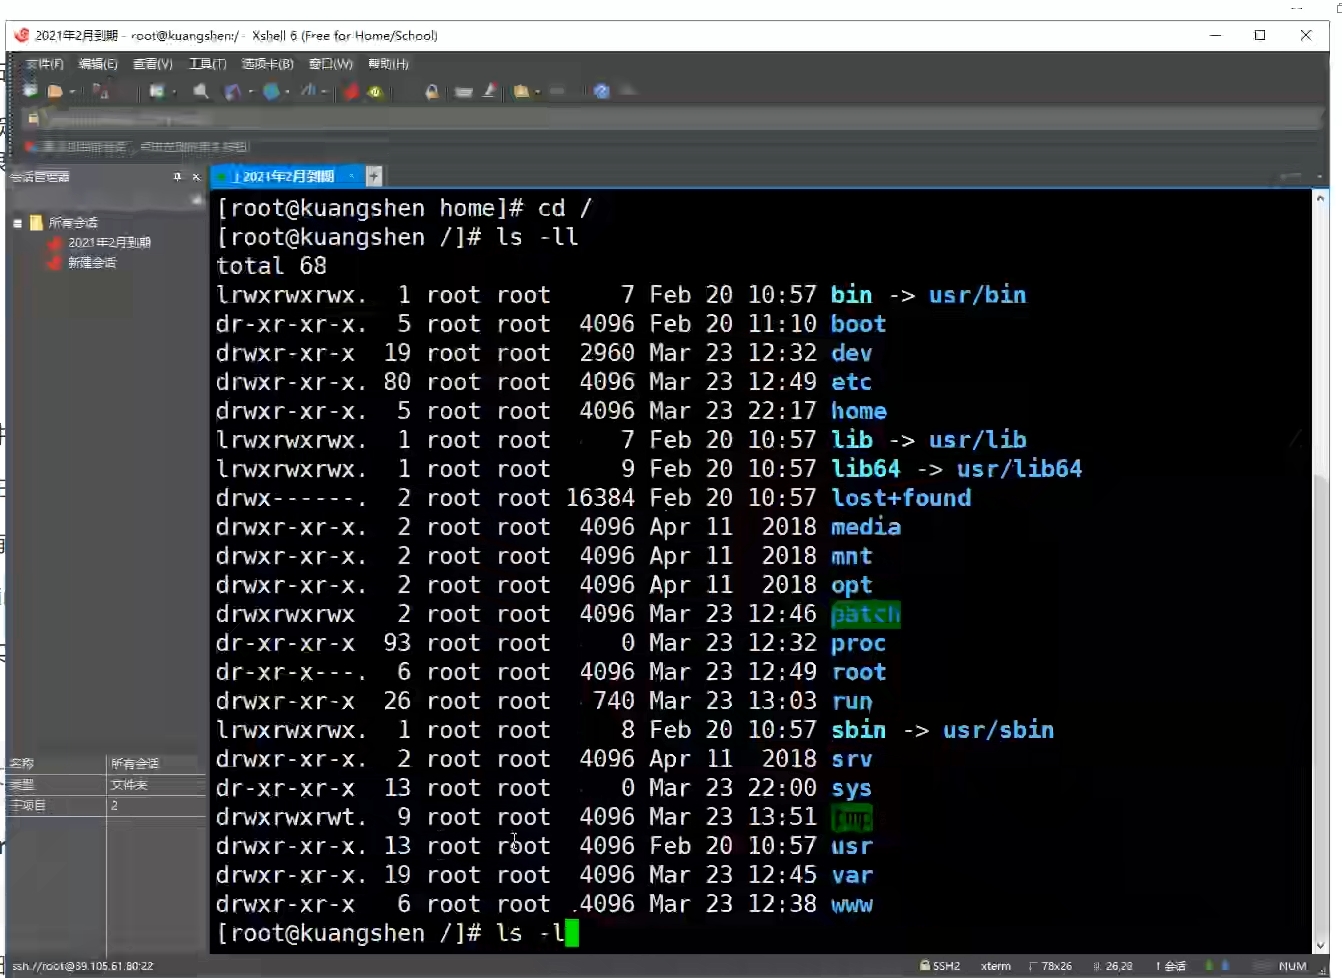 2021年2月到期 - root@kuangshen:/ - Xshell 6 (Free for Home/School)
文件(F) 编辑(E) 查看(V) 工具(T) 选项卡(B) 窗口(W) 帮助(H)
会话管理器
2021年2月到期
+
所有会话
2021年2月到期
新建会话
[root@kuangshen home]# cd /
[root@kuangshen /]# ls -ll
total 68
lrwxrwxrwx. 1 root root 7 Feb 20 10:57 bin -> usr/bin
dr-xr-xr-x. 5 root root 4096 Feb 20 11:10 boot
drwxr-xr-x 19 root root 2960 Mar 23 12:32 dev
drwxr-xr-x. 80 root root 4096 Mar 23 12:49 etc
drwxr-xr-x. 5 root root 4096 Mar 23 22:17 home
lrwxrwxrwx. 1 root root 7 Feb 20 10:57 lib -> usr/lib
lrwxrwxrwx. 1 root root 9 Feb 20 10:57 lib64 -> usr/lib64
drwx------. 2 root root 16384 Feb 20 10:57 lost+found
drwxr-xr-x. 2 root root 4096 Apr 11 2018 media
drwxr-xr-x. 2 root root 4096 Apr 11 2018 mnt
drwxr-xr-x. 2 root root 4096 Apr 11 2018 opt
drwxrwxrwx 2 root root 4096 Mar 23 12:46 patch
dr-xr-xr-x 93 root root 0 Mar 23 12:32 proc
dr-xr-x---. 6 root root 4096 Mar 23 12:49 root
drwxr-xr-x 26 root root 740 Mar 23 13:03 run
lrwxrwxrwx. 1 root root 8 Feb 20 10:57 sbin -> usr/sbin
drwxr-xr-x. 2 root root 4096 Apr 11 2018 srv
dr-xr-xr-x 13 root root 0 Mar 23 22:00 sys
drwxrwxrwt. 9 root root 4096 Mar 23 13:51 tmp
drwxr-xr-x. 13 root root 4096 Feb 20 10:57 usr
drwxr-xr-x. 19 root root 4096 Mar 23 12:45 var
drwxr-xr-x 6 root root 4096 Mar 23 12:38 www
[root@kuangshen /]# ls -l
名称 所有会话
类型 文件夹
子项目 2
ssh://root@39.105.61.80:22 SSH2 xterm 78x26 26,28 1 会话 NUM